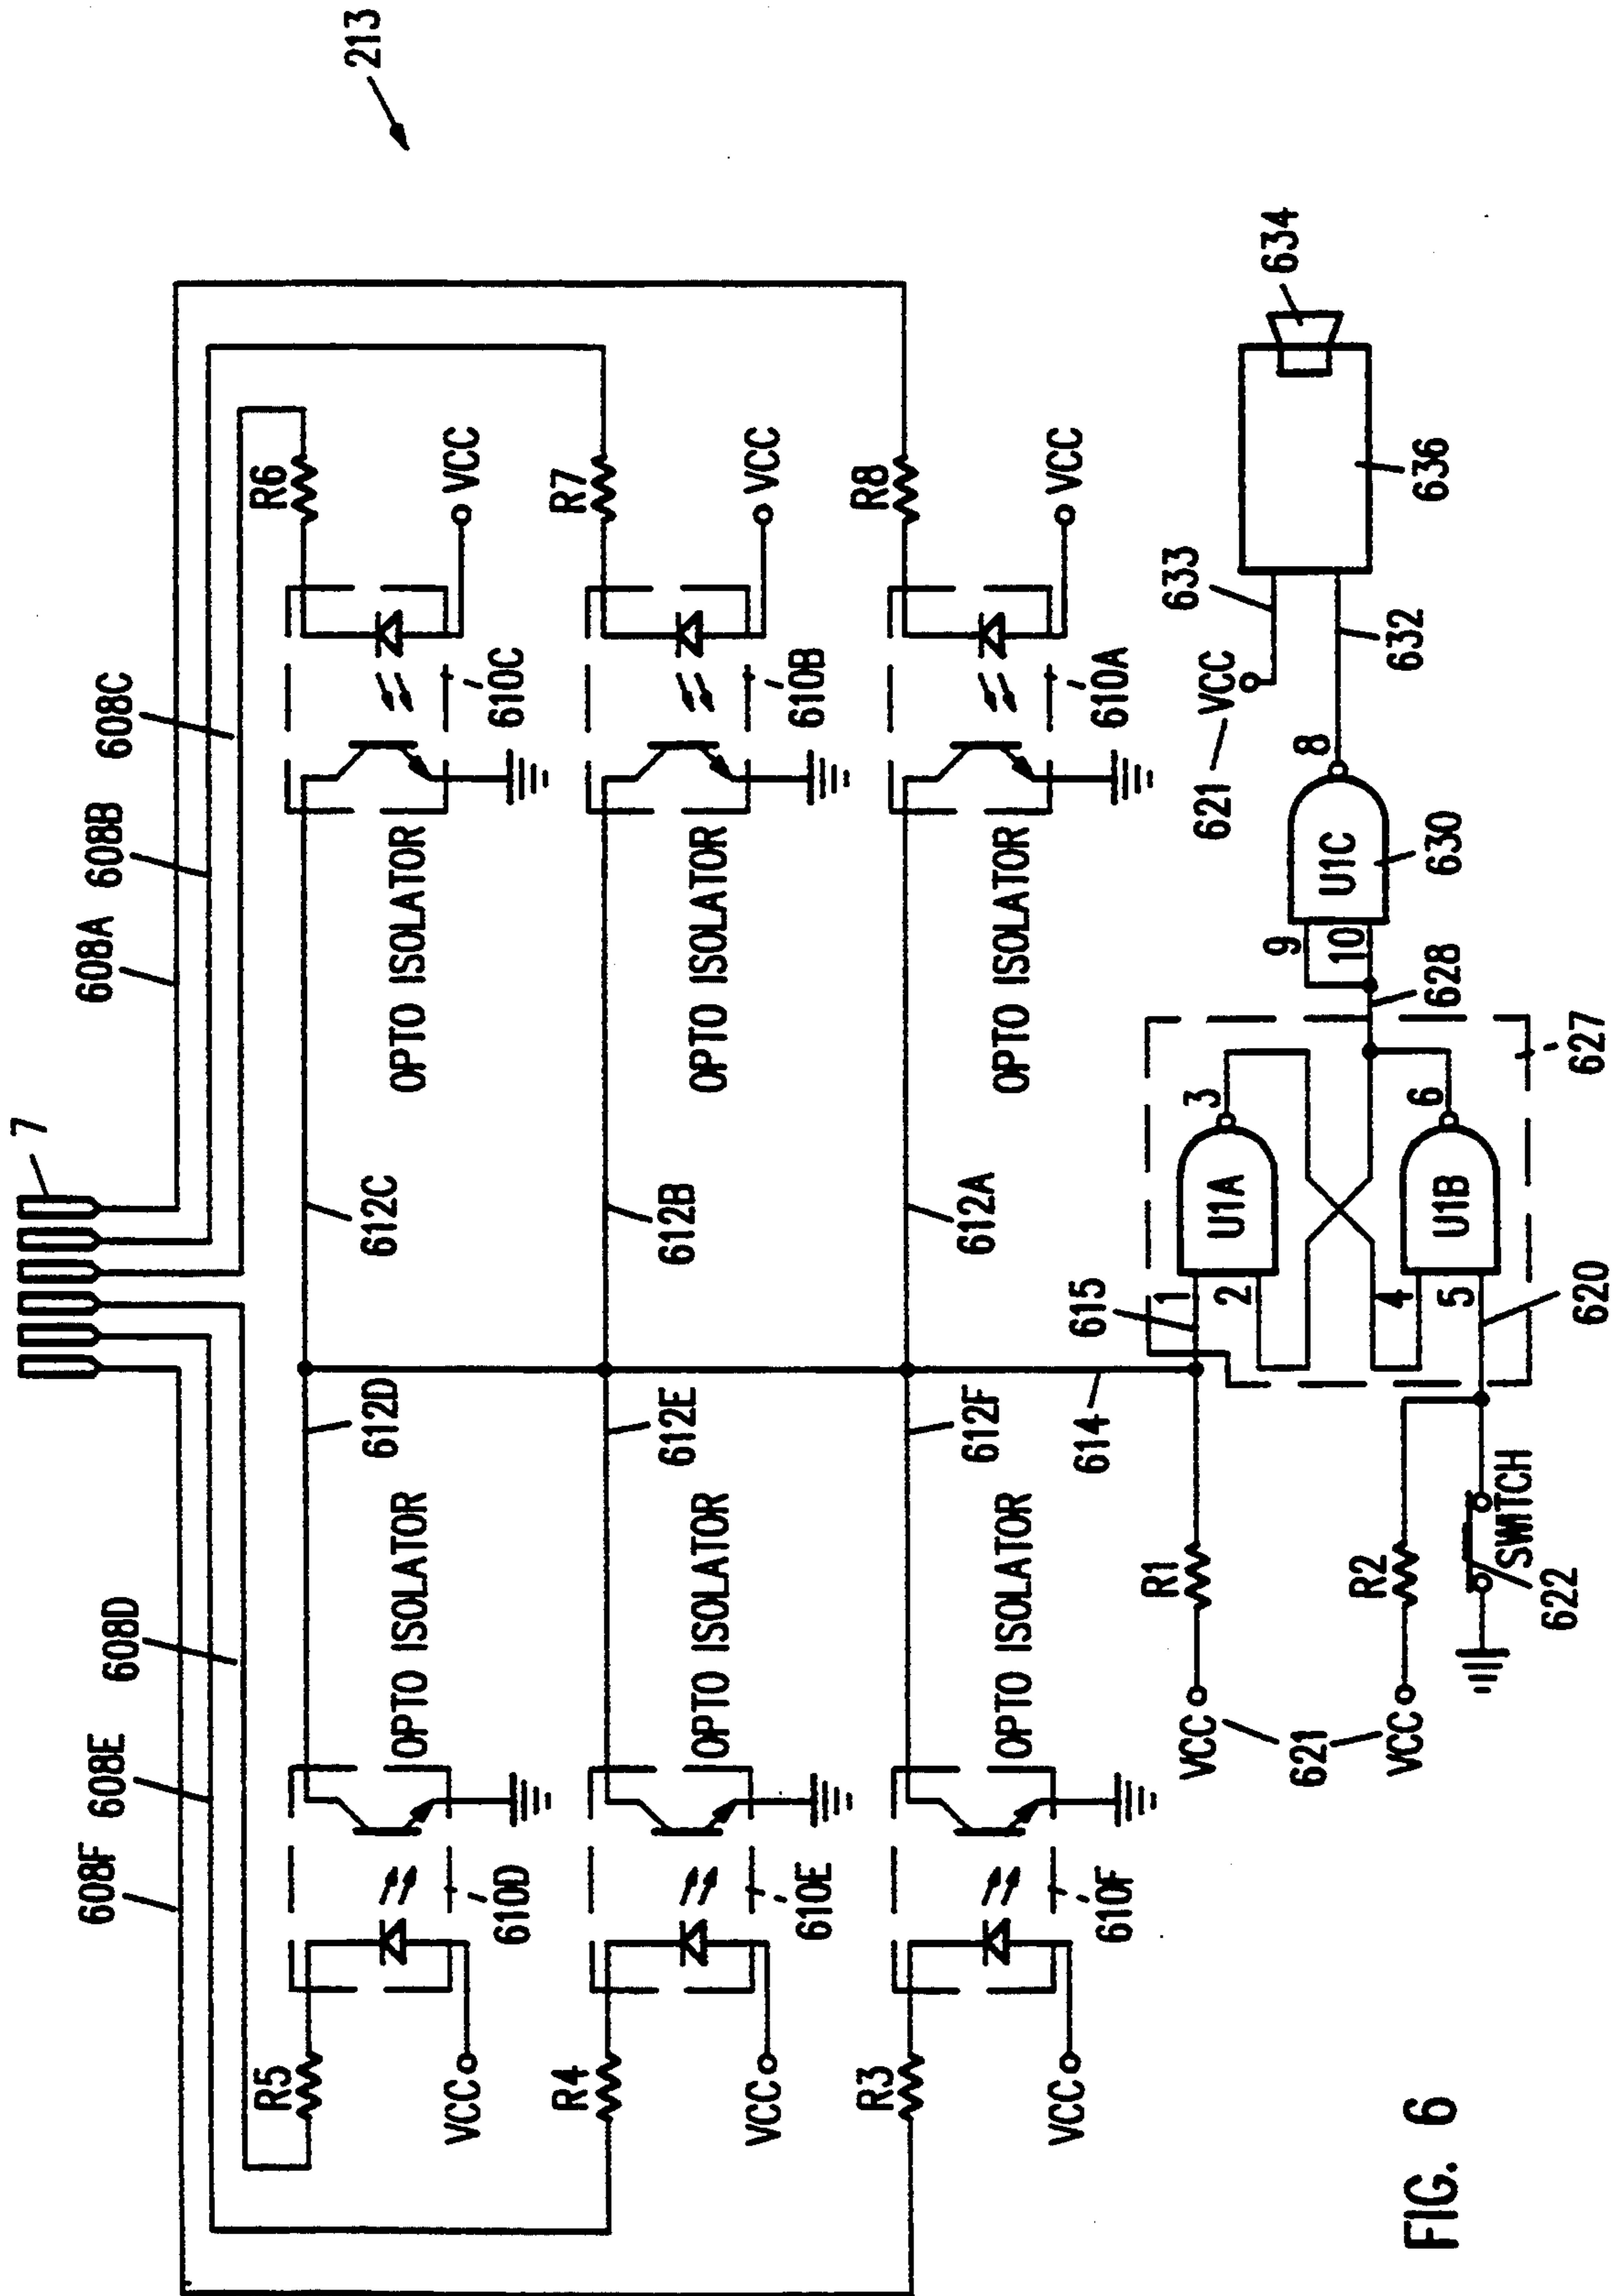 213
7
608F
608E
608D
608A
608B
608C
R5
R6
VCC
VCC
610D
610C
OPTO ISOLATOR
OPTO ISOLATOR
612D
612C
R4
R7
VCC
VCC
610E
610B
OPTO ISOLATOR
OPTO ISOLATOR
612E
612B
R3
R8
VCC
VCC
610F
610A
OPTO ISOLATOR
OPTO ISOLATOR
612F
612A
614
615
R1
VCC
621
1
2
U1A
3
621
VCC
633
634
R2
VCC
4
5
U1B
6
9
10
U1C
8
632
636
622
SWITCH
620
627
628
630
FIG. 6